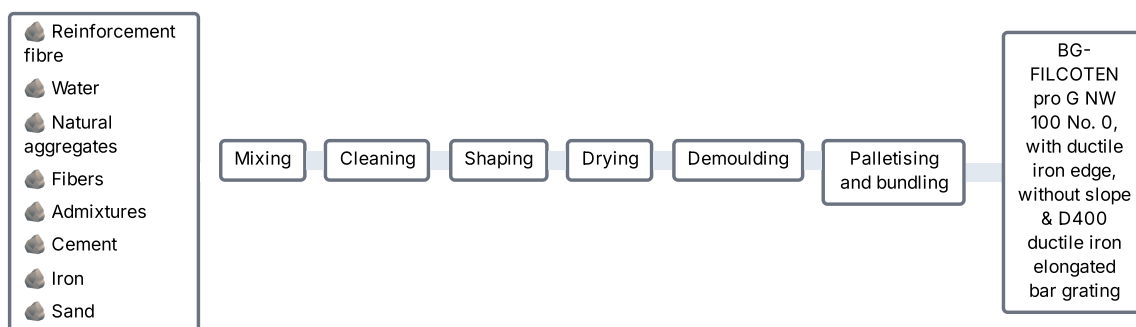 Reinforcement
fibre
Water
Natural
aggregates
Fibers
Admixtures
Cement
Iron
Sand
Mixing
Cleaning
Shaping
Drying
Demoulding
Palletising
and bundling
BG-
FILCOTEN
pro G NW
100 No. 0,
with ductile
iron edge,
without slope
& D400
ductile iron
elongated
bar grating